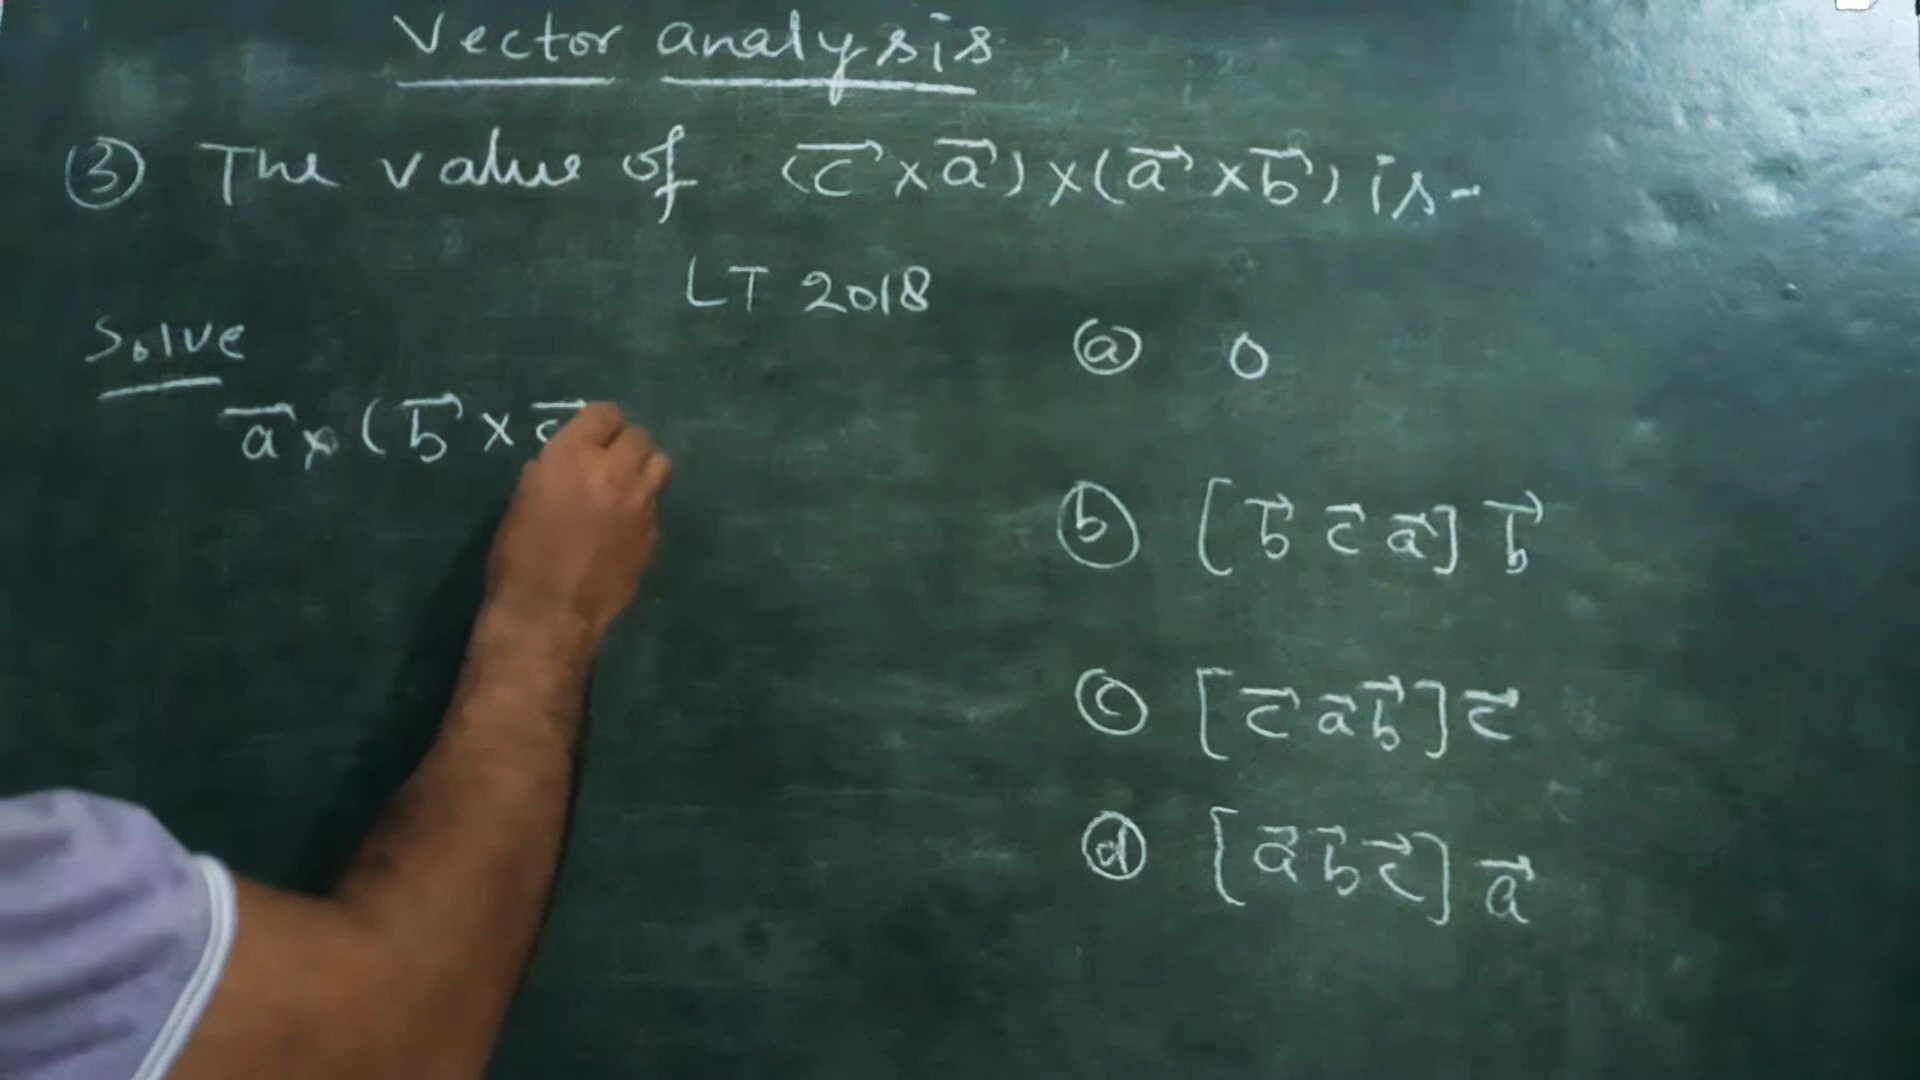 Vector analysis
③ The value of (c⃗ × a⃗) × (a⃗ × b⃗) is -
LT 2018
Solve
a⃗ × (b⃗ × c⃗
ⓐ 0
ⓑ [b⃗ c⃗ a⃗] b⃗
ⓒ [c⃗ a⃗ b⃗] c⃗
ⓓ [a⃗ b⃗ c⃗] a⃗